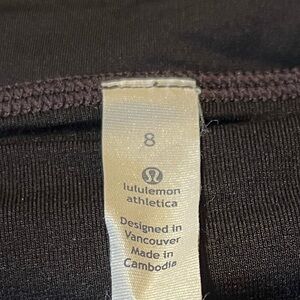 8
lululemon
athletica
Designed in
Vancouver
Made in
Cambodia